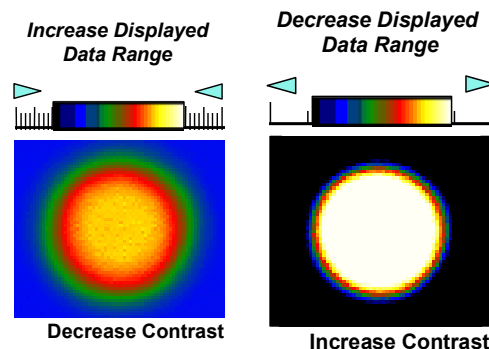 Increase Displayed
Data Range
Decrease Contrast
Decrease Displayed
Data Range
Increase Contrast